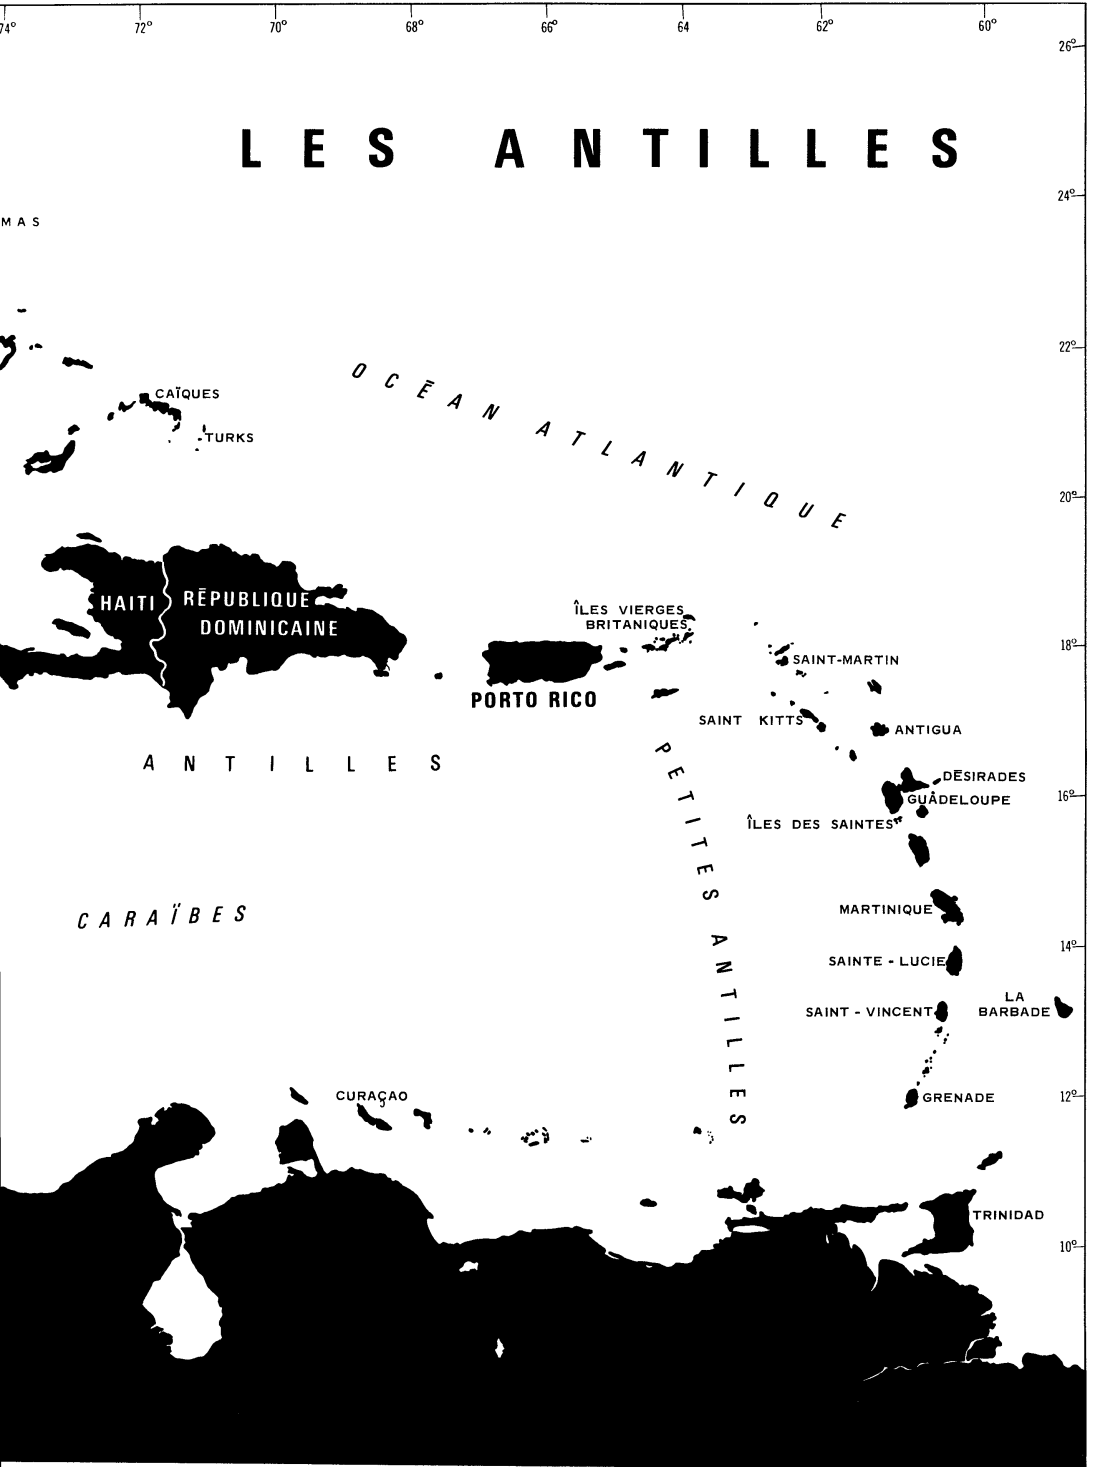 74° 72° 70° 68° 66° 64 62° 60°
26°
LES ANTILLES
24°
MAS
22°
OCÉAN ATLANTIQUE
CAÏQUES
TURKS
20°
HAITI
RÉPUBLIQUE
DOMINICAINE
ÎLES VIERGES
BRITANIQUES
18°
SAINT-MARTIN
PORTO RICO
SAINT KITTS
ANTIGUA
ANTILLES
PETITES ANTILLES
DÉSIRADES
16°
GUADELOUPE
ÎLES DES SAINTES
MARTINIQUE
CARAÏBES
14°
SAINTE - LUCIE
LA
BARBADE
SAINT - VINCENT
CURAÇAO
GRENADE
12°
TRINIDAD
10°